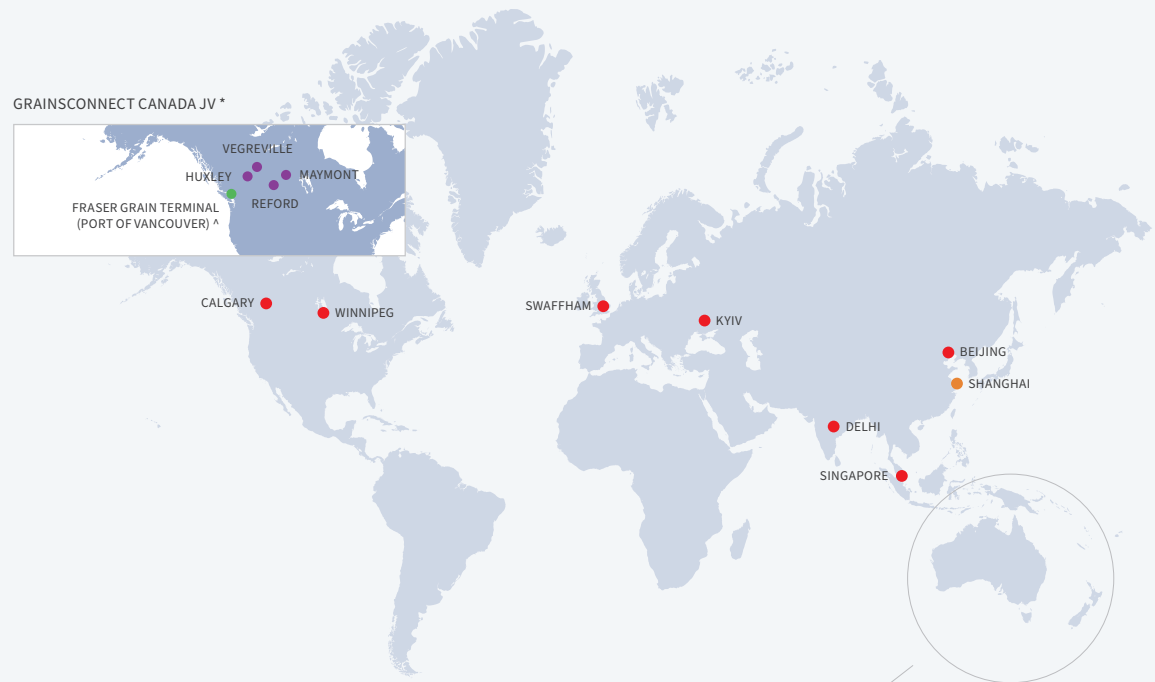 GRAINSCONNECT CANADA JV *
VEGREVILLE
HUXLEY
MAYMONT
REFORD
FRASER GRAIN TERMINAL
(PORT OF VANCOUVER) ^
CALGARY
WINNIPEG
SWAFFHAM
KYIV
BEIJING
SHANGHAI
DELHI
SINGAPORE